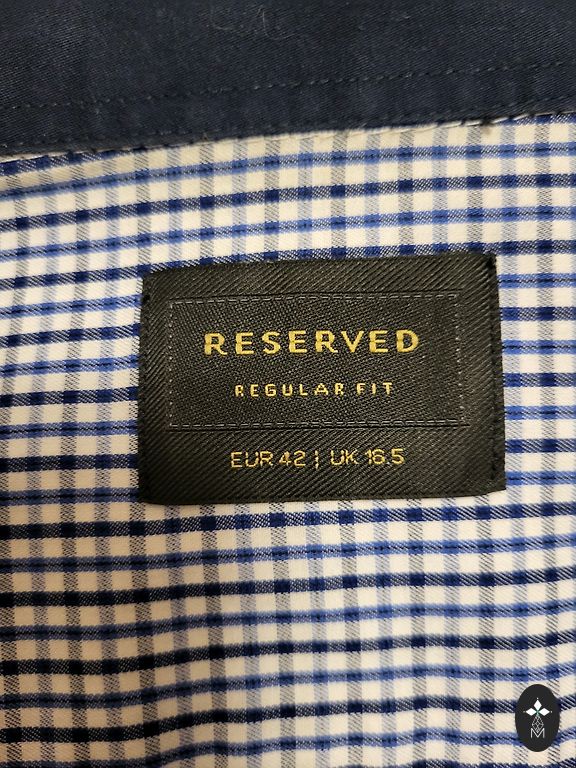 RESERVED
REGULAR FIT
EUR 42 | UK 16.5
M